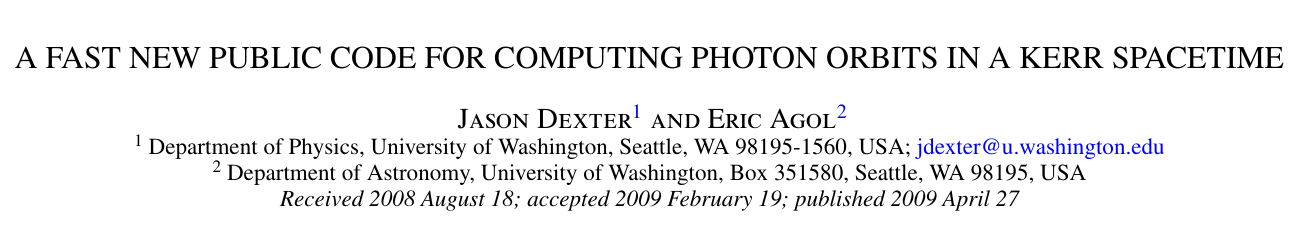 A FAST NEW PUBLIC CODE FOR COMPUTING PHOTON ORBITS IN A KERR SPACETIME
JASON DEXTER1 AND ERIC AGOL2
1 Department of Physics, University of Washington, Seattle, WA 98195-1560, USA; jdexter@u.washington.edu
2 Department of Astronomy, University of Washington, Box 351580, Seattle, WA 98195, USA
Received 2008 August 18; accepted 2009 February 19; published 2009 April 27